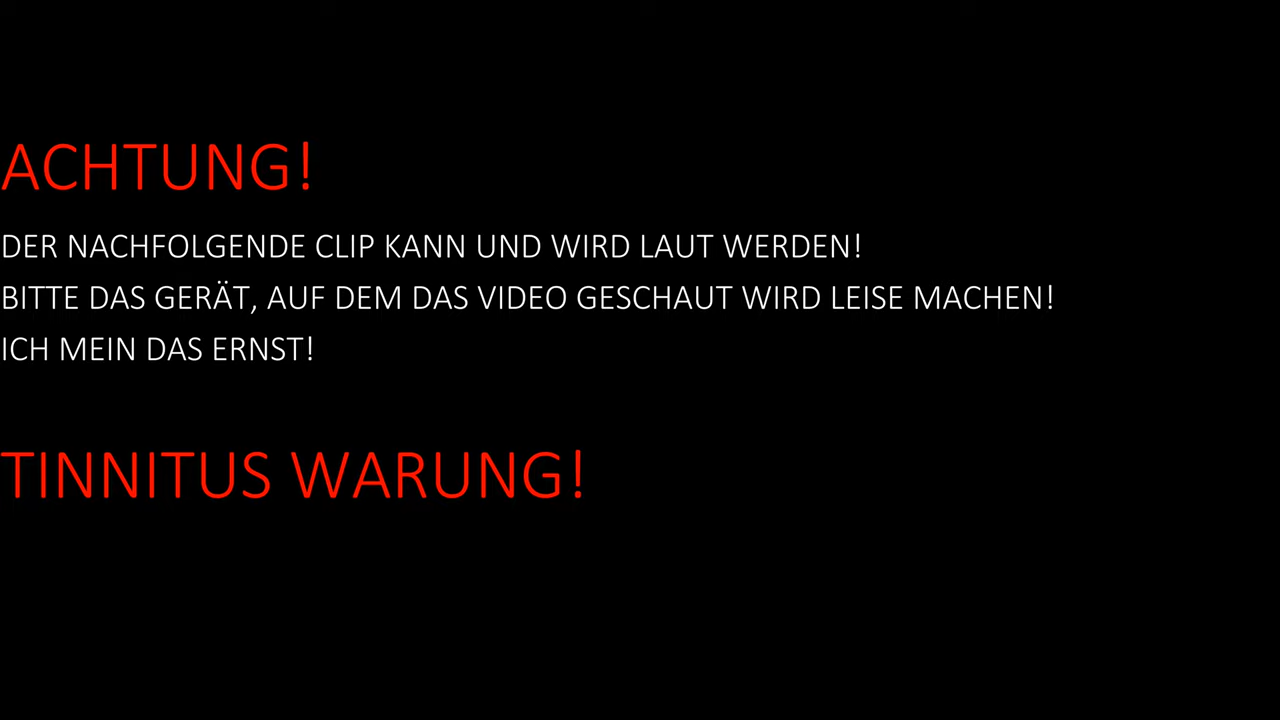 ACHTUNG!
DER NACHFOLGENDE CLIP KANN UND WIRD LAUT WERDEN!
BITTE DAS GERÄT, AUF DEM DAS VIDEO GESCHAUT WIRD LEISE MACHEN!
ICH MEIN DAS ERNST!
TINNITUS WARUNG!